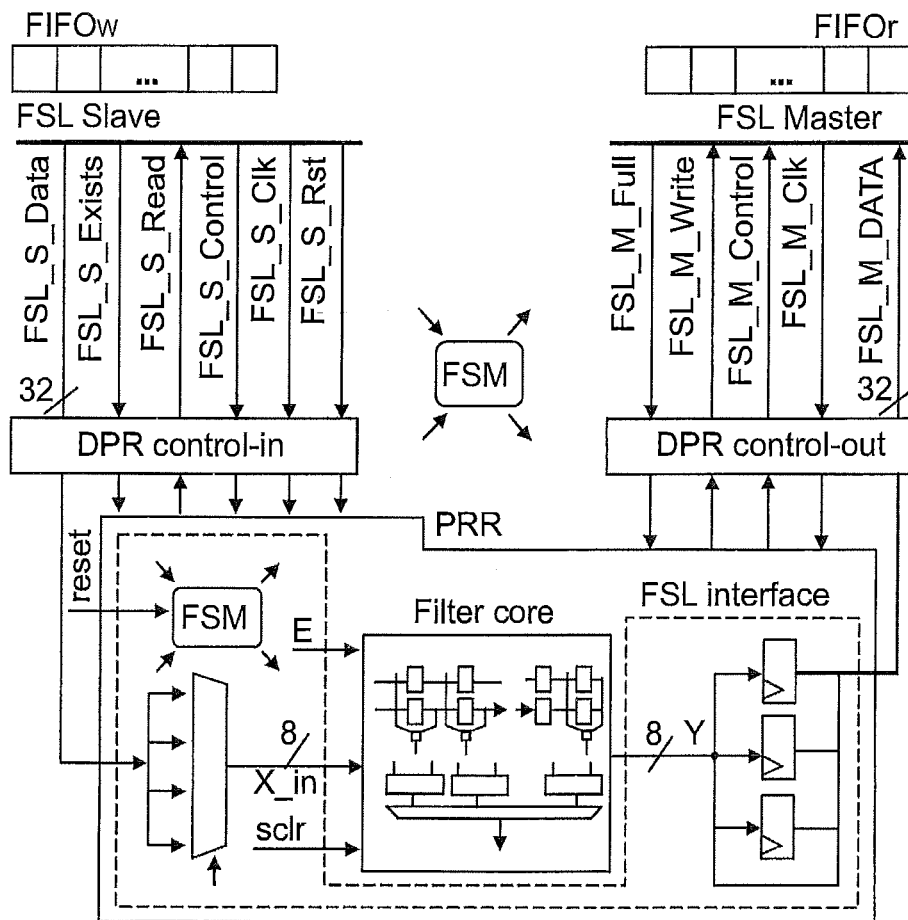 FIFOw
FIFOr
...
...
FSL Slave
FSL Master
FSL_S_Data
FSL_S_Exists
FSL_S_Read
FSL_S_Control
FSL_S_Clk
FSL_S_Rst
FSL_M_Full
FSL_M_Write
FSL_M_Control
FSL_M_Clk
FSL_M_DATA
FSM
32
32
DPR control-in
DPR control-out
PRR
reset
FSM
E
Filter core
FSL interface
8
X_in
8
Y
sclr